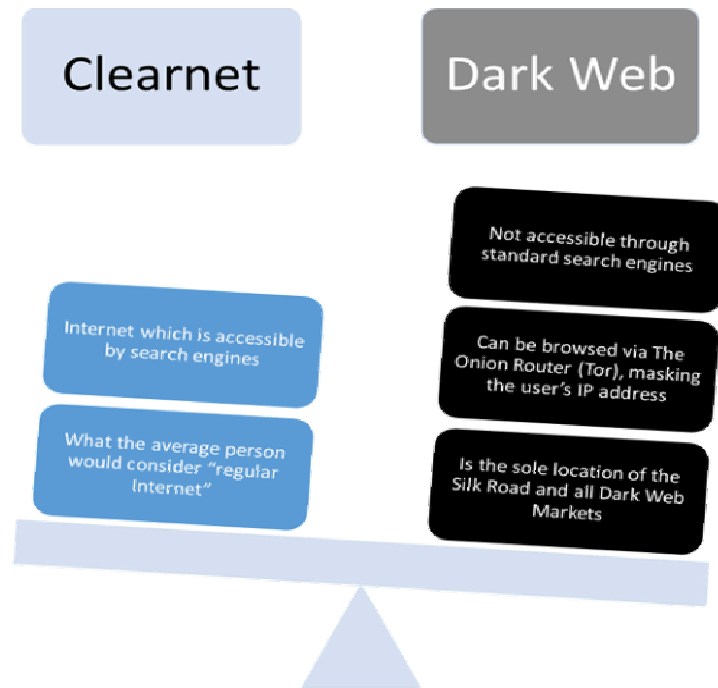 Clearnet
Dark Web
Internet which is accessible
by search engines
What the average person
would consider “regular
Internet”
Not accessible through
standard search engines
Can be browsed via The
Onion Router (Tor), masking
the user’s IP address
Is the sole location of the
Silk Road and all Dark Web
Markets